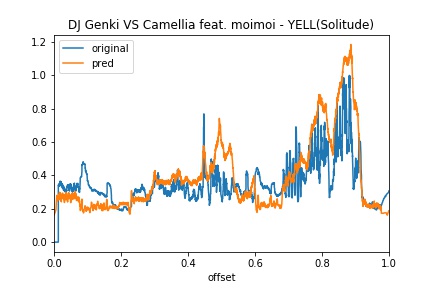 DJ Genki VS Camellia feat. moimoi - YELL(Solitude)
original
pred
1.2
1.0
0.8
0.6
0.4
0.2
0.0
0.0 0.2 0.4 0.6 0.8 1.0
offset